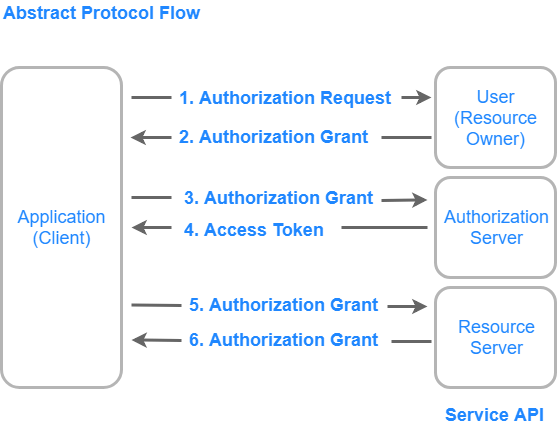 Abstract Protocol Flow
Application
(Client)
1. Authorization Request
2. Authorization Grant
User
(Resource
Owner)
3. Authorization Grant
4. Access Token
Authorization
Server
5. Authorization Grant
6. Authorization Grant
Resource
Server
Service API